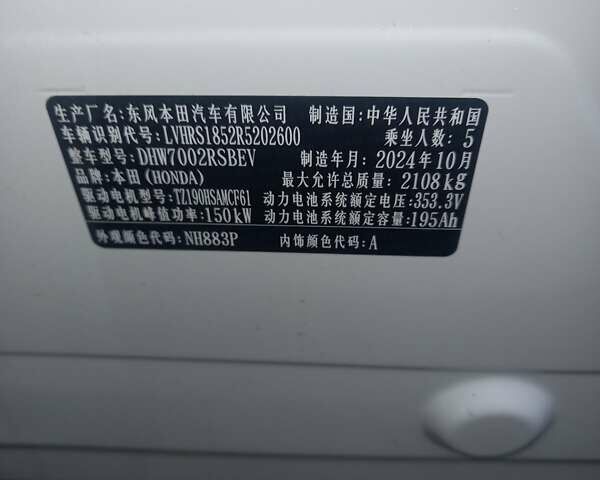 生产厂名:东风本田汽车有限公司 制造国:中华人民共和国
车辆识别代号:LVHRS1852R5202600 乘坐人数:5
整车型号:DHW7002RSBEV 制造年月:2024年10月
品牌:本田(HONDA) 最大允许总质量:2108kg
驱动电机型号:TZ190HSAMCF61 动力电池系统额定电压:353.3V
驱动电机峰值功率:150kW 动力电池系统额定容量:195Ah
外观颜色代码:NH883P 内饰颜色代码:A